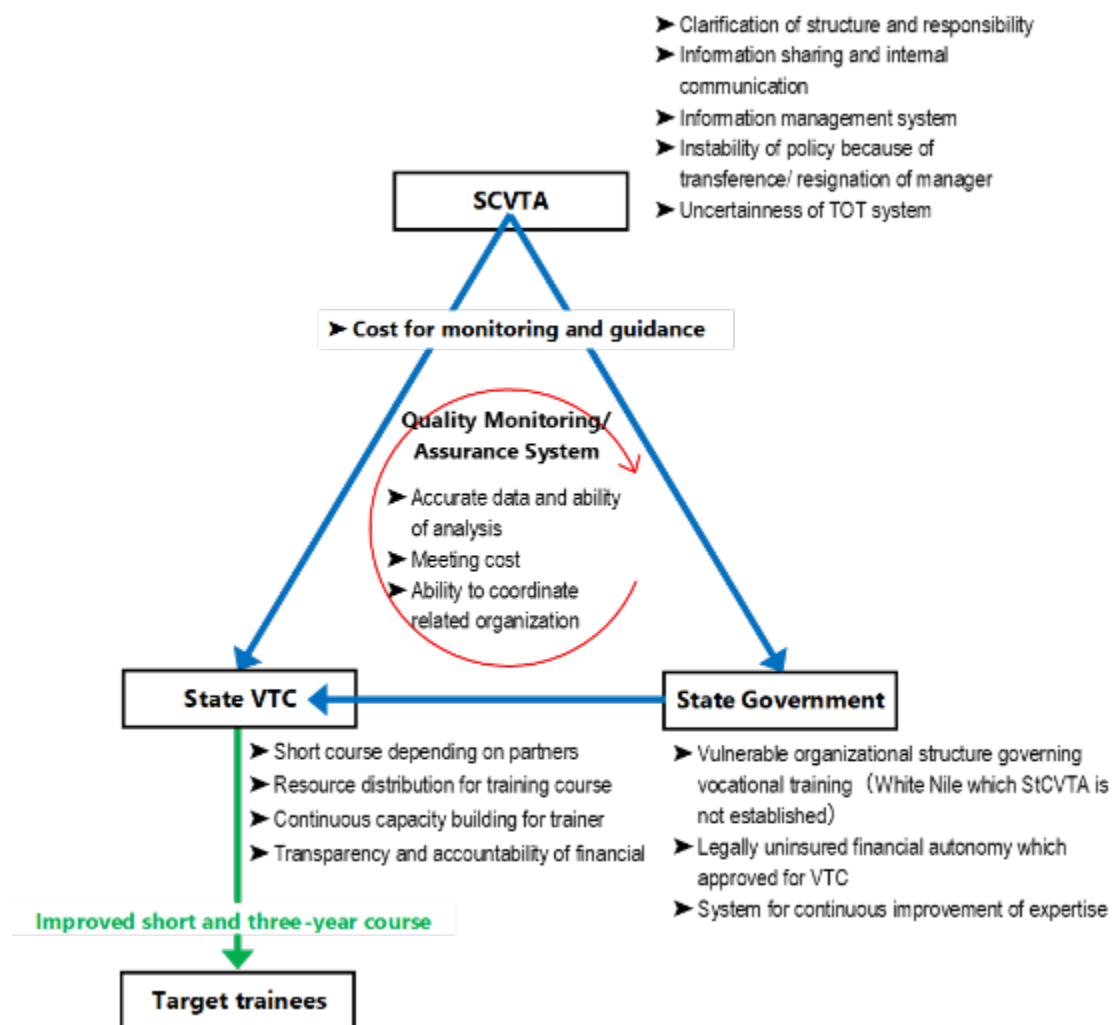 ➤ Clarification of structure and responsibility
➤ Information sharing and internal
communication
➤ Information management system
➤ Instability of policy because of
transference/ resignation of manager
➤ Uncertainness of TOT system
SCVTA
➤ Cost for monitoring and guidance
Quality Monitoring/
Assurance System
➤ Accurate data and ability
of analysis
➤ Meeting cost
➤ Ability to coordinate
related organization
State VTC
State Government
➤ Short course depending on partners
➤ Resource distribution for training course
➤ Continuous capacity building for trainer
➤ Transparency and accountability of financial
➤ Vulnerable organizational structure governing
vocational training（White Nile which StCVTA is
not established）
➤ Legally uninsured financial autonomy which
approved for VTC
➤ System for continuous improvement of expertise
Improved short and three-year course
Target trainees